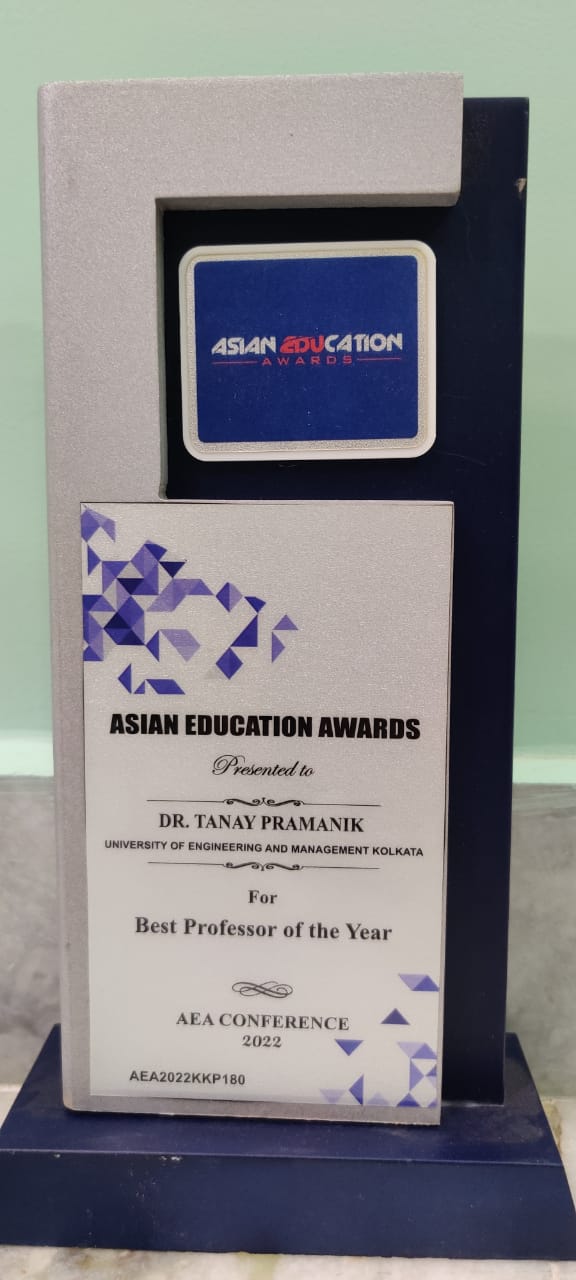 ASIAN EDUCATION
AWARDS
ASIAN EDUCATION AWARDS
Presented to
DR. TANAY PRAMANIK
UNIVERSITY OF ENGINEERING AND MANAGEMENT KOLKATA
For
Best Professor of the Year
AEA CONFERENCE
2022
AEA2022KKP180